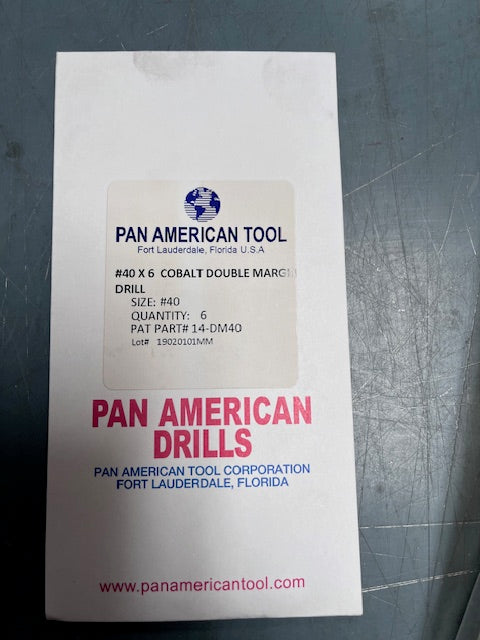 PAN AMERICAN TOOL
Fort Lauderdale, Florida U.S.A
#40 X 6 COBALT DOUBLE MARGI
DRILL
SIZE: #40
QUANTITY: 6
PAT PART# 14-DM40
Lot# 19020101MM
PAN AMERICAN
DRILLS
PAN AMERICAN TOOL CORPORATION
FORT LAUDERDALE, FLORIDA
www.panamericantool.com